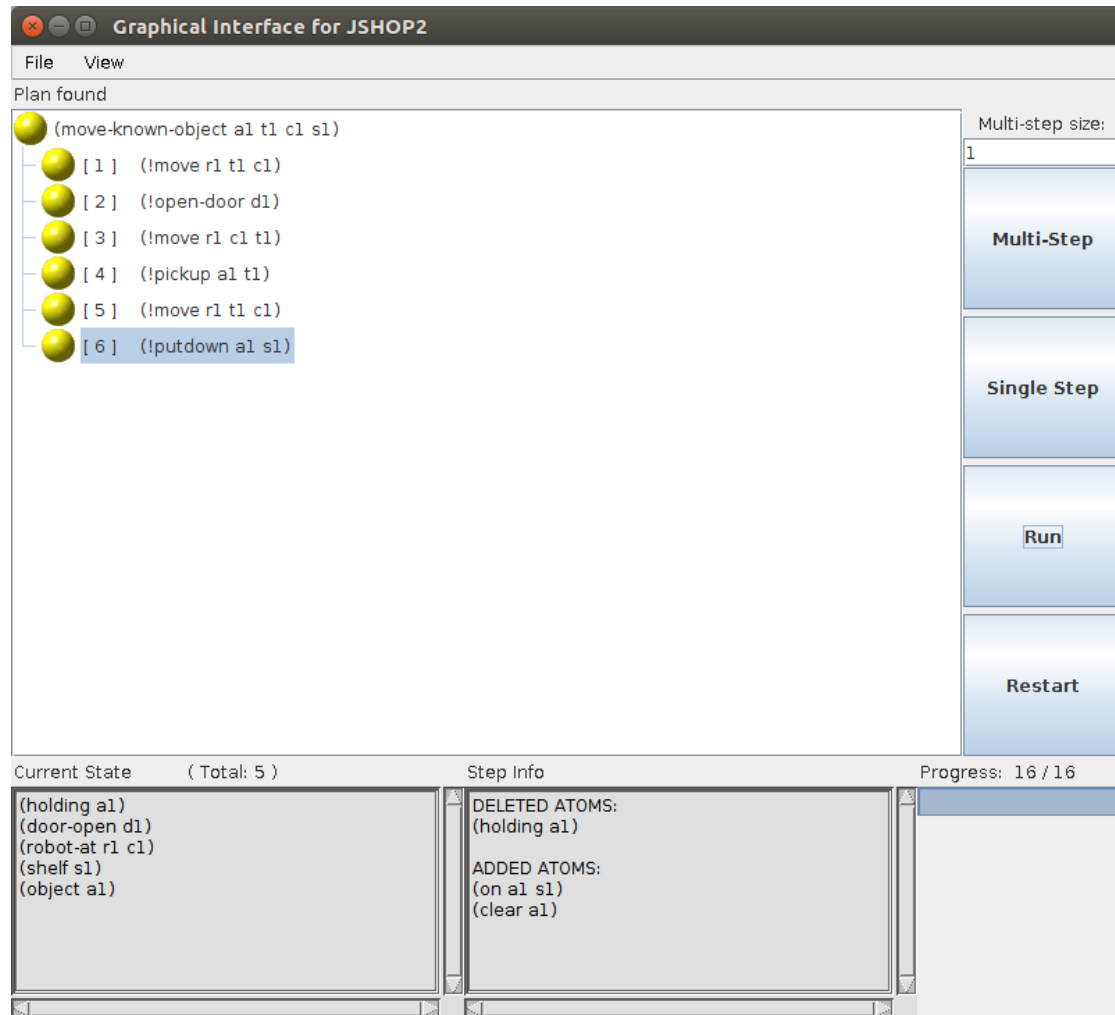 Graphical Interface for JSHOP2
File View
Plan found
(move-known-object a1 t1 c1 s1)
[ 1 ] (!move r1 t1 c1)
[ 2 ] (!open-door d1)
[ 3 ] (!move r1 c1 t1)
[ 4 ] (!pickup a1 t1)
[ 5 ] (!move r1 t1 c1)
[ 6 ] (!putdown a1 s1)
Multi-step size:
1
Multi-Step
Single Step
Run
Restart
Current State ( Total: 5 )
(holding a1)
(door-open d1)
(robot-at r1 c1)
(shelf s1)
(object a1)
Step Info
DELETED ATOMS:
(holding a1)
ADDED ATOMS:
(on a1 s1)
(clear a1)
Progress: 16 / 16